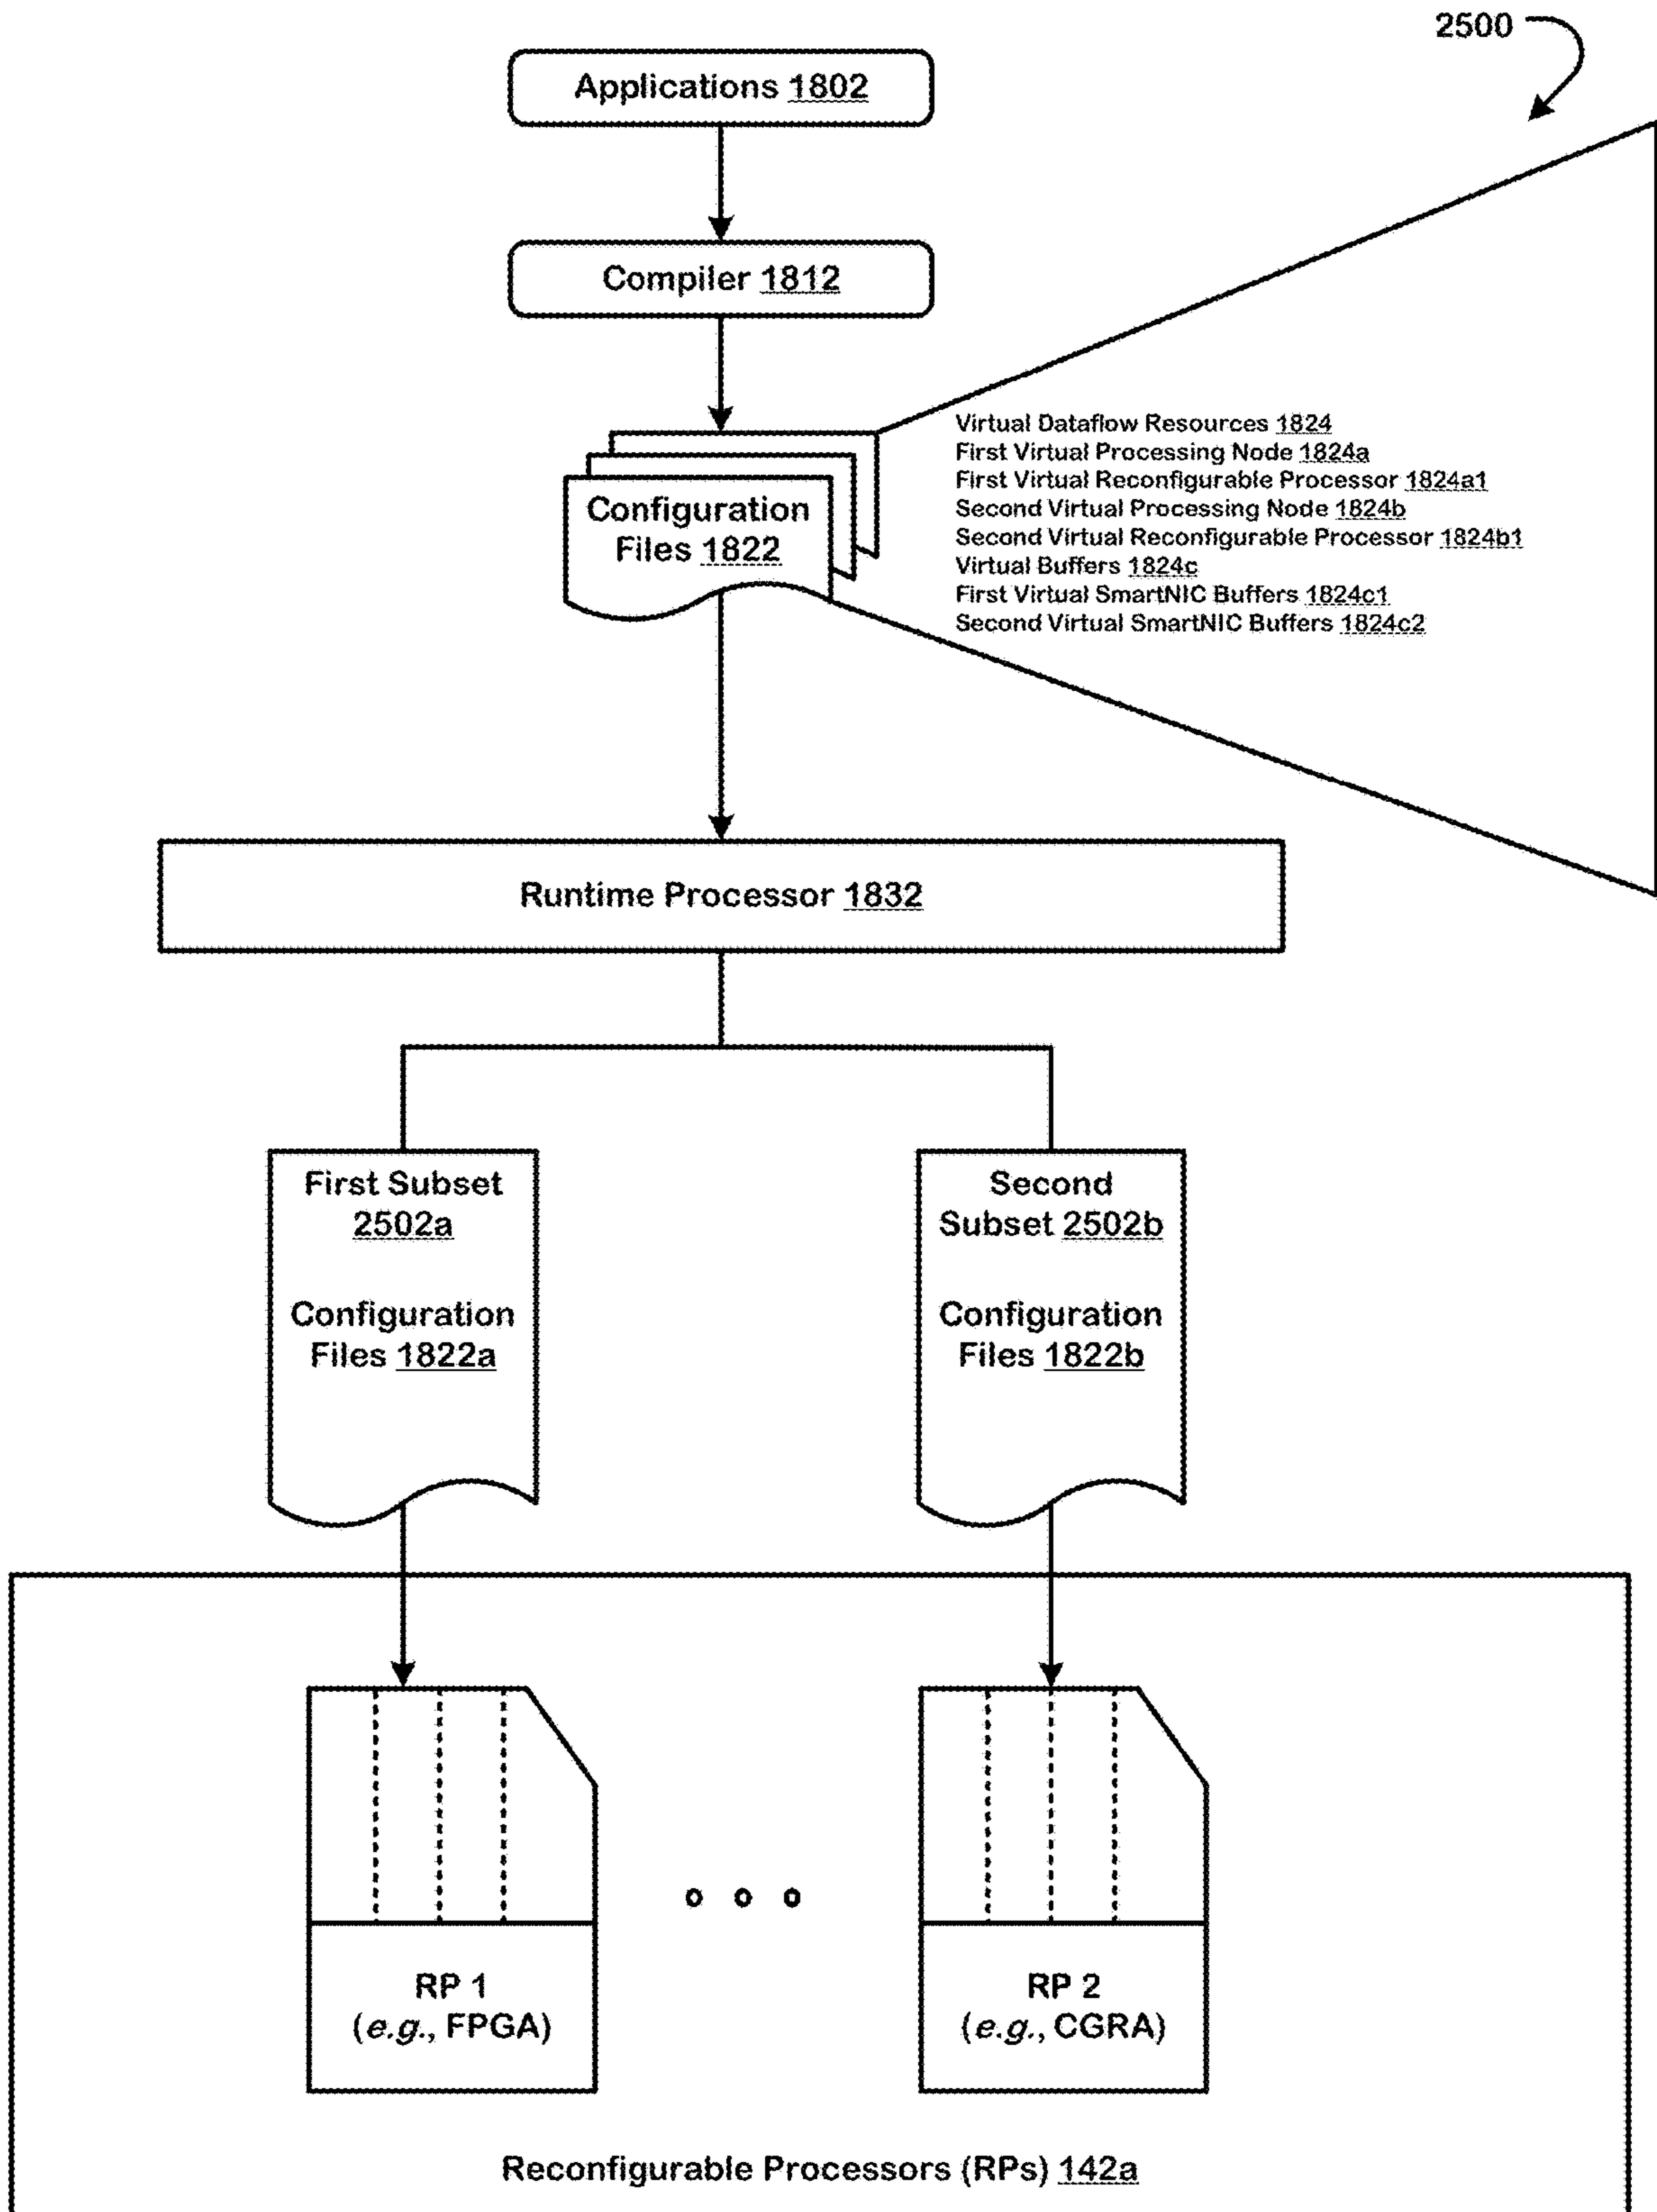 2500
Applications 1802
Compiler 1812
Configuration
Files 1822
Virtual Dataflow Resources 1824
First Virtual Processing Node 1824a
First Virtual Reconfigurable Processor 1824a1
Second Virtual Processing Node 1824b
Second Virtual Reconfigurable Processor 1824b1
Virtual Buffers 1824c
First Virtual SmartNIC Buffers 1824c1
Second Virtual SmartNIC Buffers 1824c2
Runtime Processor 1832
First Subset
2502a
Configuration
Files 1822a
Second
Subset 2502b
Configuration
Files 1822b
RP 1
(e.g., FPGA)
RP 2
(e.g., CGRA)
Reconfigurable Processors (RPs) 142a